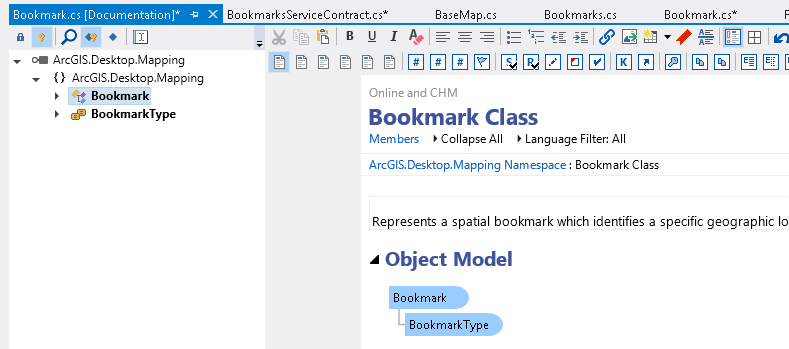 Bookmark.cs [Documentation]*
BookmarksServiceContract.cs*
BaseMap.cs
Bookmarks.cs
Bookmark.cs*
B I U
ArcGIS.Desktop.Mapping
{} ArcGIS.Desktop.Mapping
Bookmark
BookmarkType
Online and CHM
Bookmark Class
Members Collapse All Language Filter: All
ArcGIS.Desktop.Mapping Namespace : Bookmark Class
Represents a spatial bookmark which identifies a specific geographic lo
Object Model
Bookmark
BookmarkType